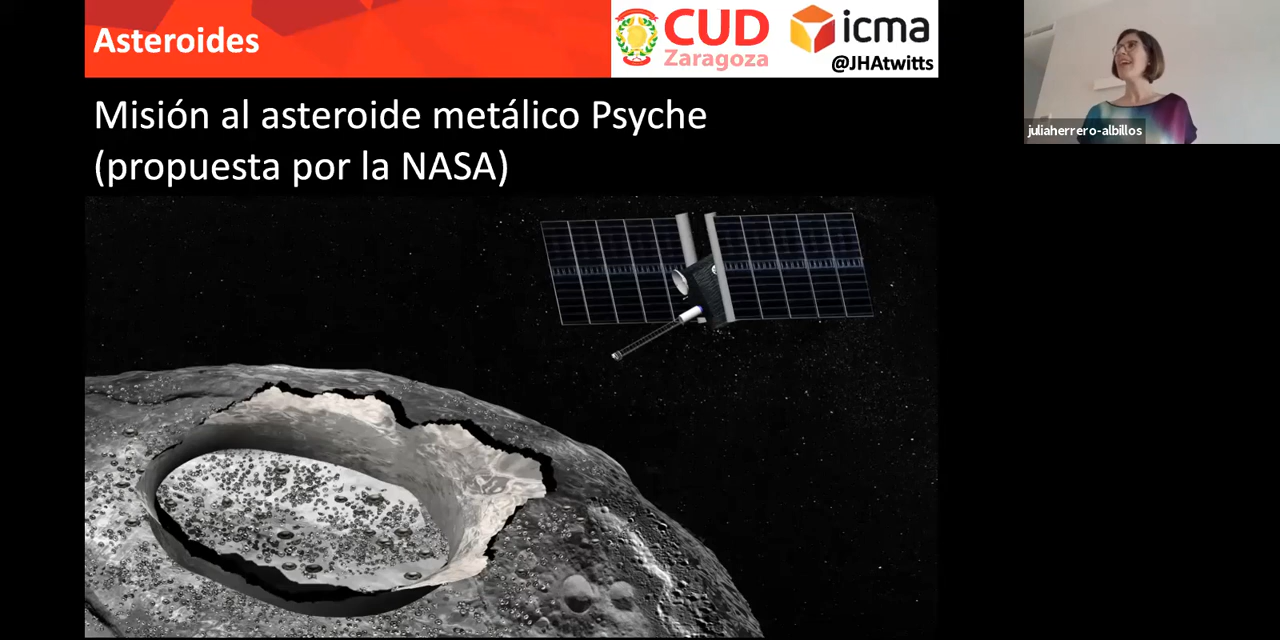 Asteroides
CUD
Zaragoza
icma
@JHAtwitts
Misión al asteroide metálico Psyche
(propuesta por la NASA)
juliaherrero-albillos